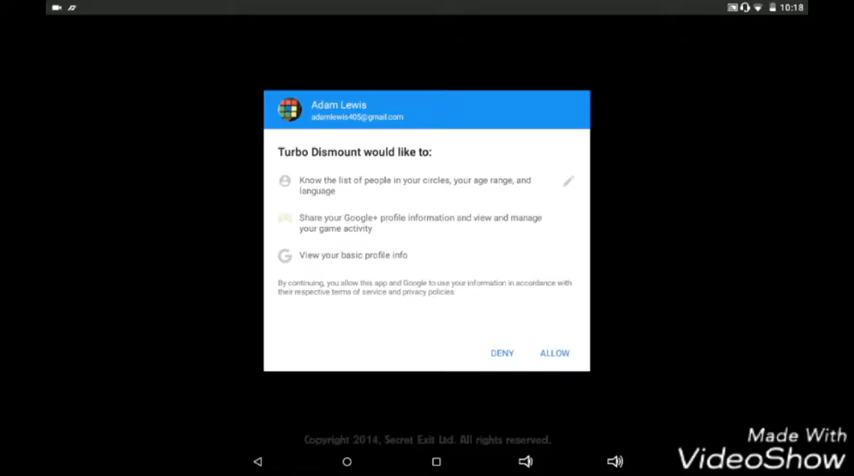 10:18
Adam Lewis
adamlewis405@gmail.com
Turbo Dismount would like to:
Know the list of people in your circles, your age range, and
language
Share your Google+ profile information and view and manage
your game activity
View your basic profile info
By continuing, you allow this app and Google to use your information in accordance with
their respective terms of service and privacy policies.
DENY ALLOW
Copyright 2014, Secret Exit Ltd. All rights reserved.
Made With
VideoShow